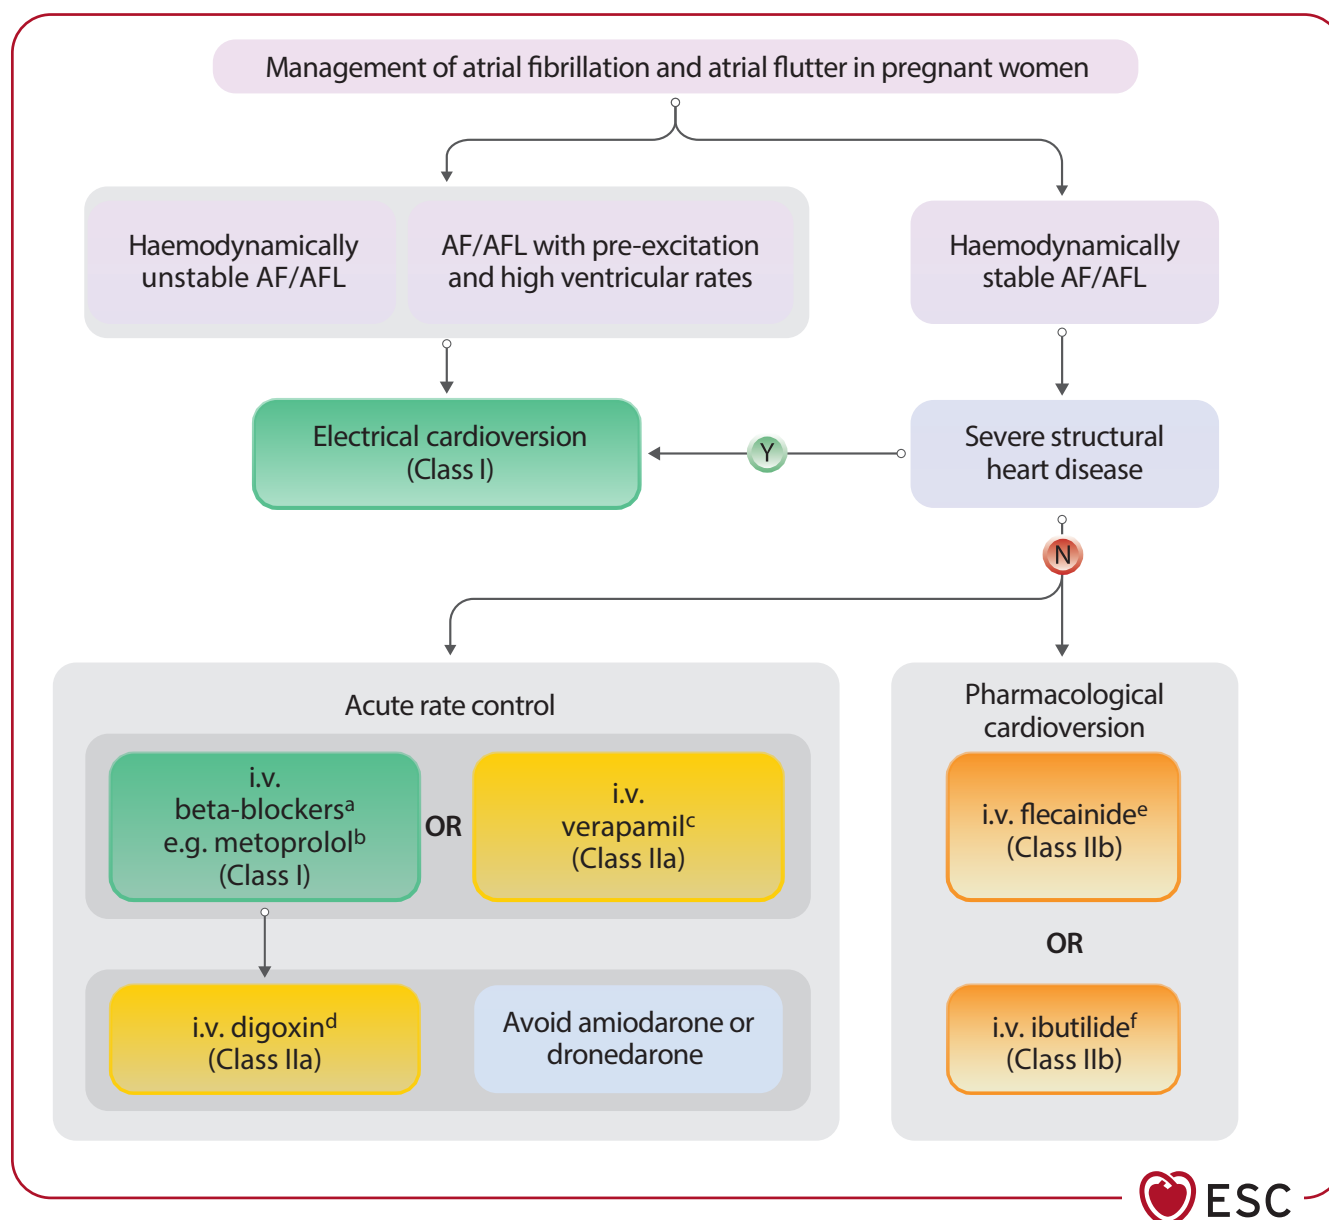 Management of atrial fibrillation and atrial flutter in pregnant women
Haemodynamically
unstable AF/AFL
AF/AFL with pre-excitation
and high ventricular rates
Haemodynamically
stable AF/AFL
Electrical cardioversion
(Class I)
Y
Severe structural
heart disease
N
Acute rate control
i.v.
beta-blockersᵃ
e.g. metoprololᵇ
(Class I)
OR
i.v.
verapamilᶜ
(Class IIa)
i.v. digoxinᵈ
(Class IIa)
Avoid amiodarone or
dronedarone
Pharmacological
cardioversion
i.v. flecainideᵉ
(Class IIb)
OR
i.v. ibutilideᶠ
(Class IIb)
ESC